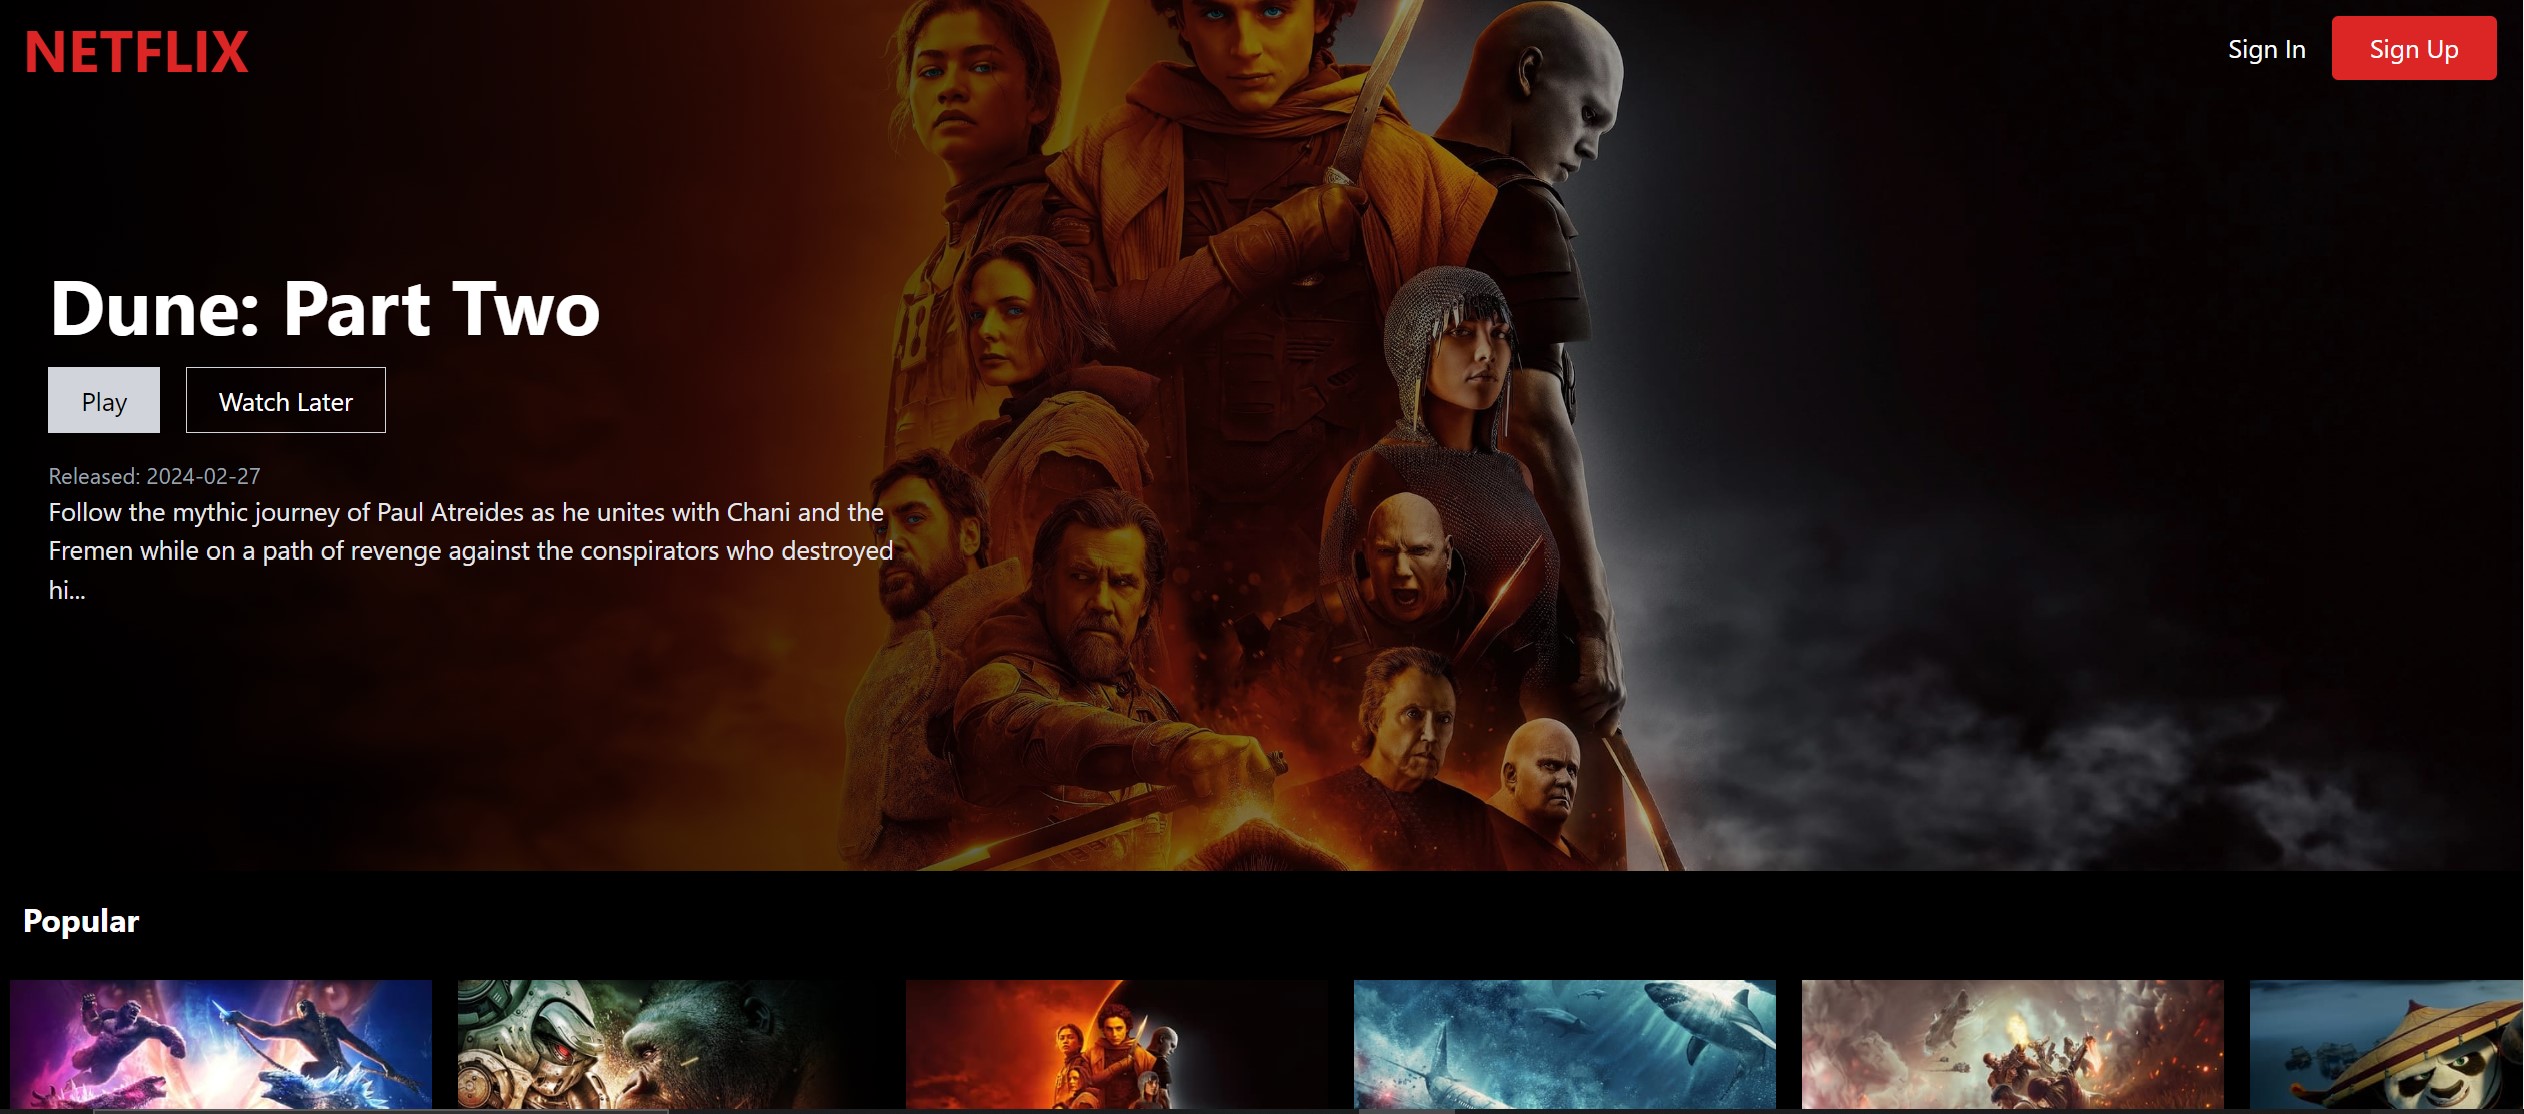 NETFLIX
Sign In
Sign Up
Dune: Part Two
Play
Watch Later
Released: 2024-02-27
Follow the mythic journey of Paul Atreides as he unites with Chani and the
Fremen while on a path of revenge against the conspirators who destroyed
hi...
Popular